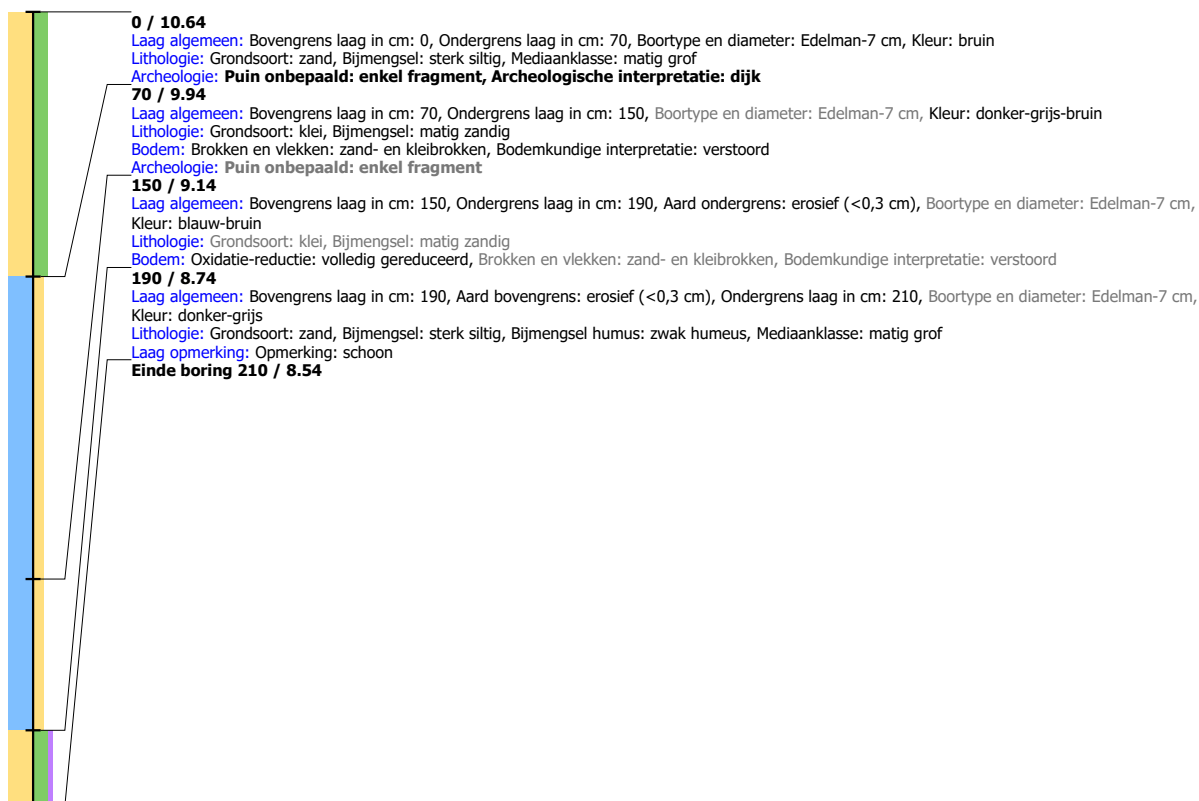 0 / 10.64
Laag algemeen: Bovengrens laag in cm: 0, Ondergrens laag in cm: 70, Boortype en diameter: Edelman-7 cm, Kleur: bruin
Lithologie: Grondsoort: zand, Bijmengsel: sterk siltig, Mediaanklasse: matig grof
Archeologie: Puin onbepaald: enkel fragment, Archeologische interpretatie: dijk
70 / 9.94
Laag algemeen: Bovengrens laag in cm: 70, Ondergrens laag in cm: 150, Boortype en diameter: Edelman-7 cm, Kleur: donker-grijs-bruin
Lithologie: Grondsoort: klei, Bijmengsel: matig zandig
Bodem: Brokken en vlekken: zand- en kleibrokken, Bodemkundige interpretatie: verstoord
Archeologie: Puin onbepaald: enkel fragment
150 / 9.14
Laag algemeen: Bovengrens laag in cm: 150, Ondergrens laag in cm: 190, Aard ondergrens: erosief (<0,3 cm), Boortype en diameter: Edelman-7 cm,
Kleur: blauw-bruin
Lithologie: Grondsoort: klei, Bijmengsel: matig zandig
Bodem: Oxidatie-reductie: volledig gereduceerd, Brokken en vlekken: zand- en kleibrokken, Bodemkundige interpretatie: verstoord
190 / 8.74
Laag algemeen: Bovengrens laag in cm: 190, Aard bovengrens: erosief (<0,3 cm), Ondergrens laag in cm: 210, Boortype en diameter: Edelman-7 cm,
Kleur: donker-grijs
Lithologie: Grondsoort: zand, Bijmengsel: sterk siltig, Bijmengsel humus: zwak humeus, Mediaanklasse: matig grof
Laag opmerking: Opmerking: schoon
Einde boring 210 / 8.54